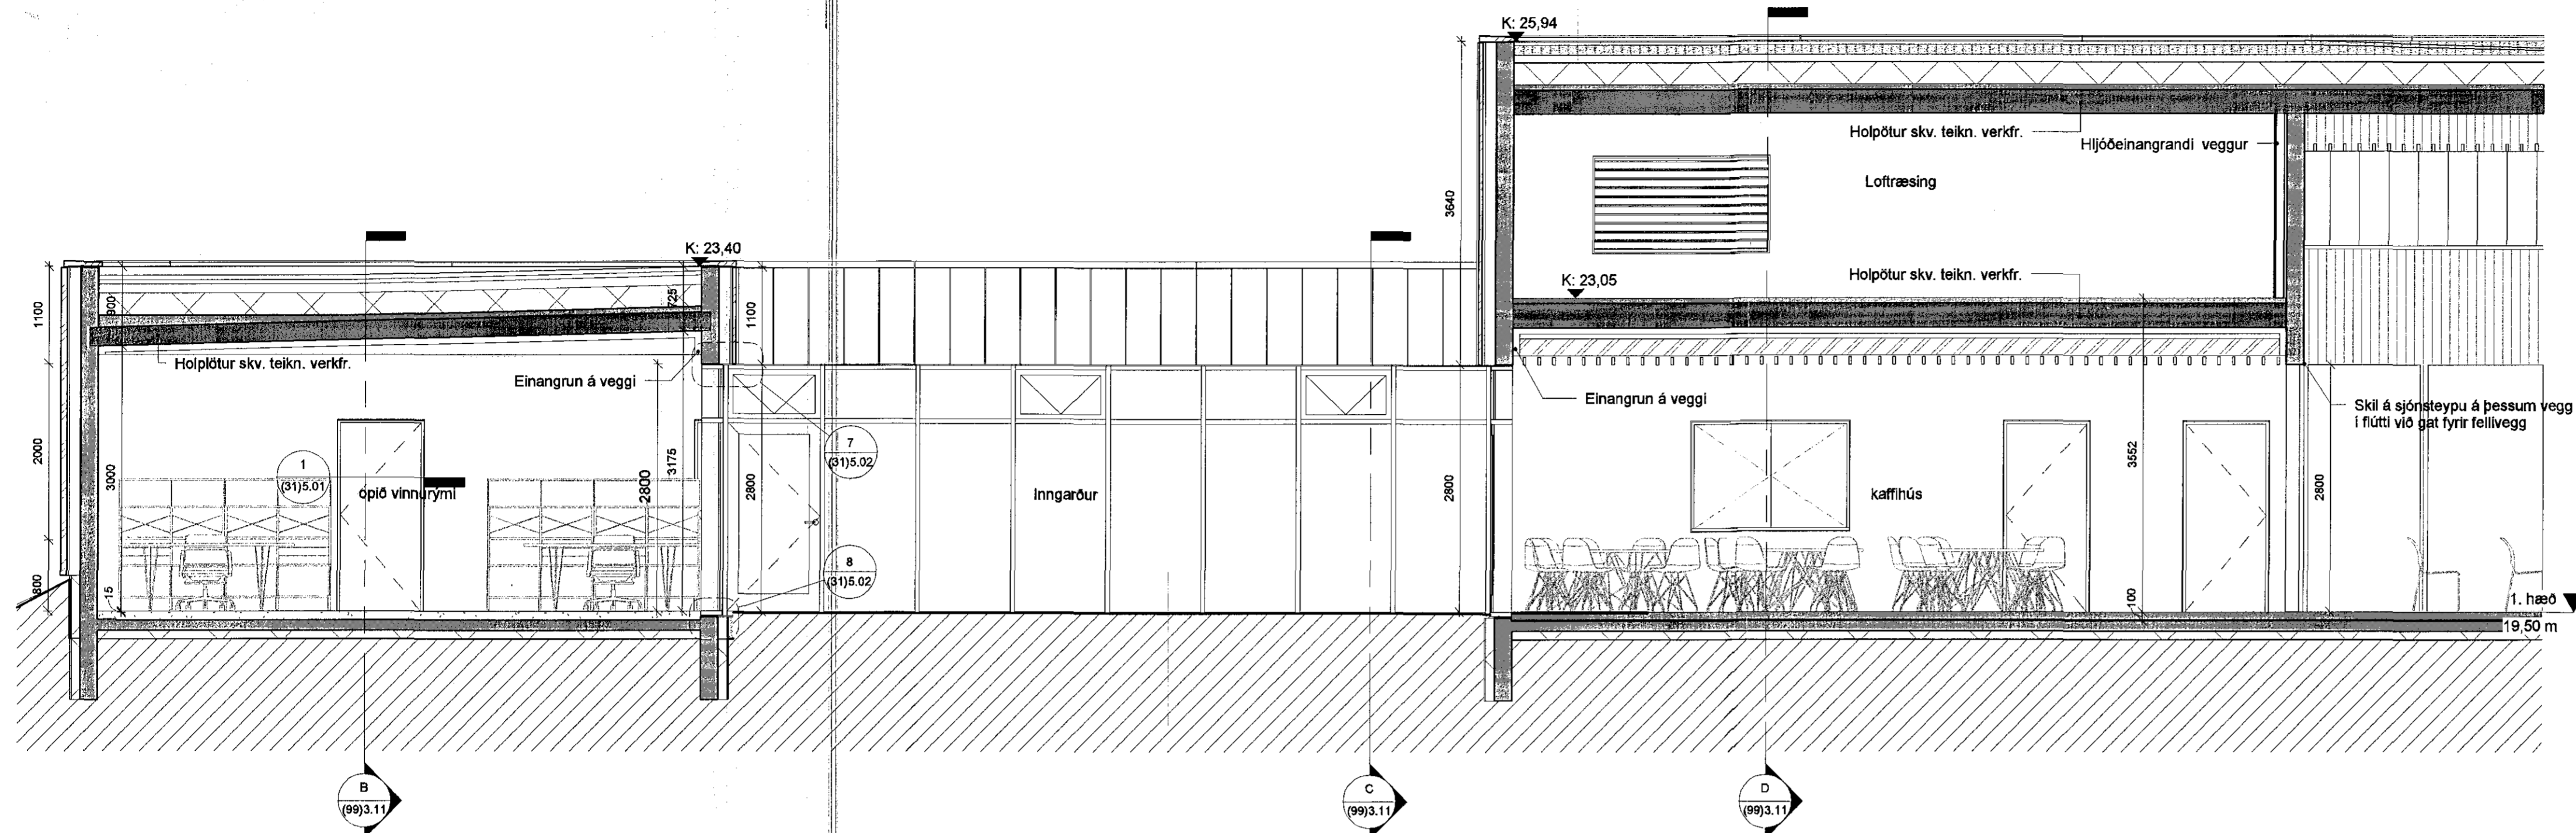 K: 25,94
Holpötur skv. teikn. verkfr.
Hljóðeinangrandi veggur
Loftræsing
3640
K: 23,40
Holpötur skv. teikn. verkfr.
K: 23,05
1100
900
725
1100
Holplötur skv. teikn. verkfr.
Einangrun á veggi
Einangrun á veggi
Skil á sjónsteypu á þessum vegg
í flútti við gat fyrir fellivegg
2000
3000
1
(31)5.01
opið vinnurými
2800
3175
2800
7
(31)5.02
Inngarður
2800
kaffihús
3552
2800
800
15
8
(31)5.02
100
1. hæð
19,50 m
B
(99)3.11
C
(99)3.11
D
(99)3.11